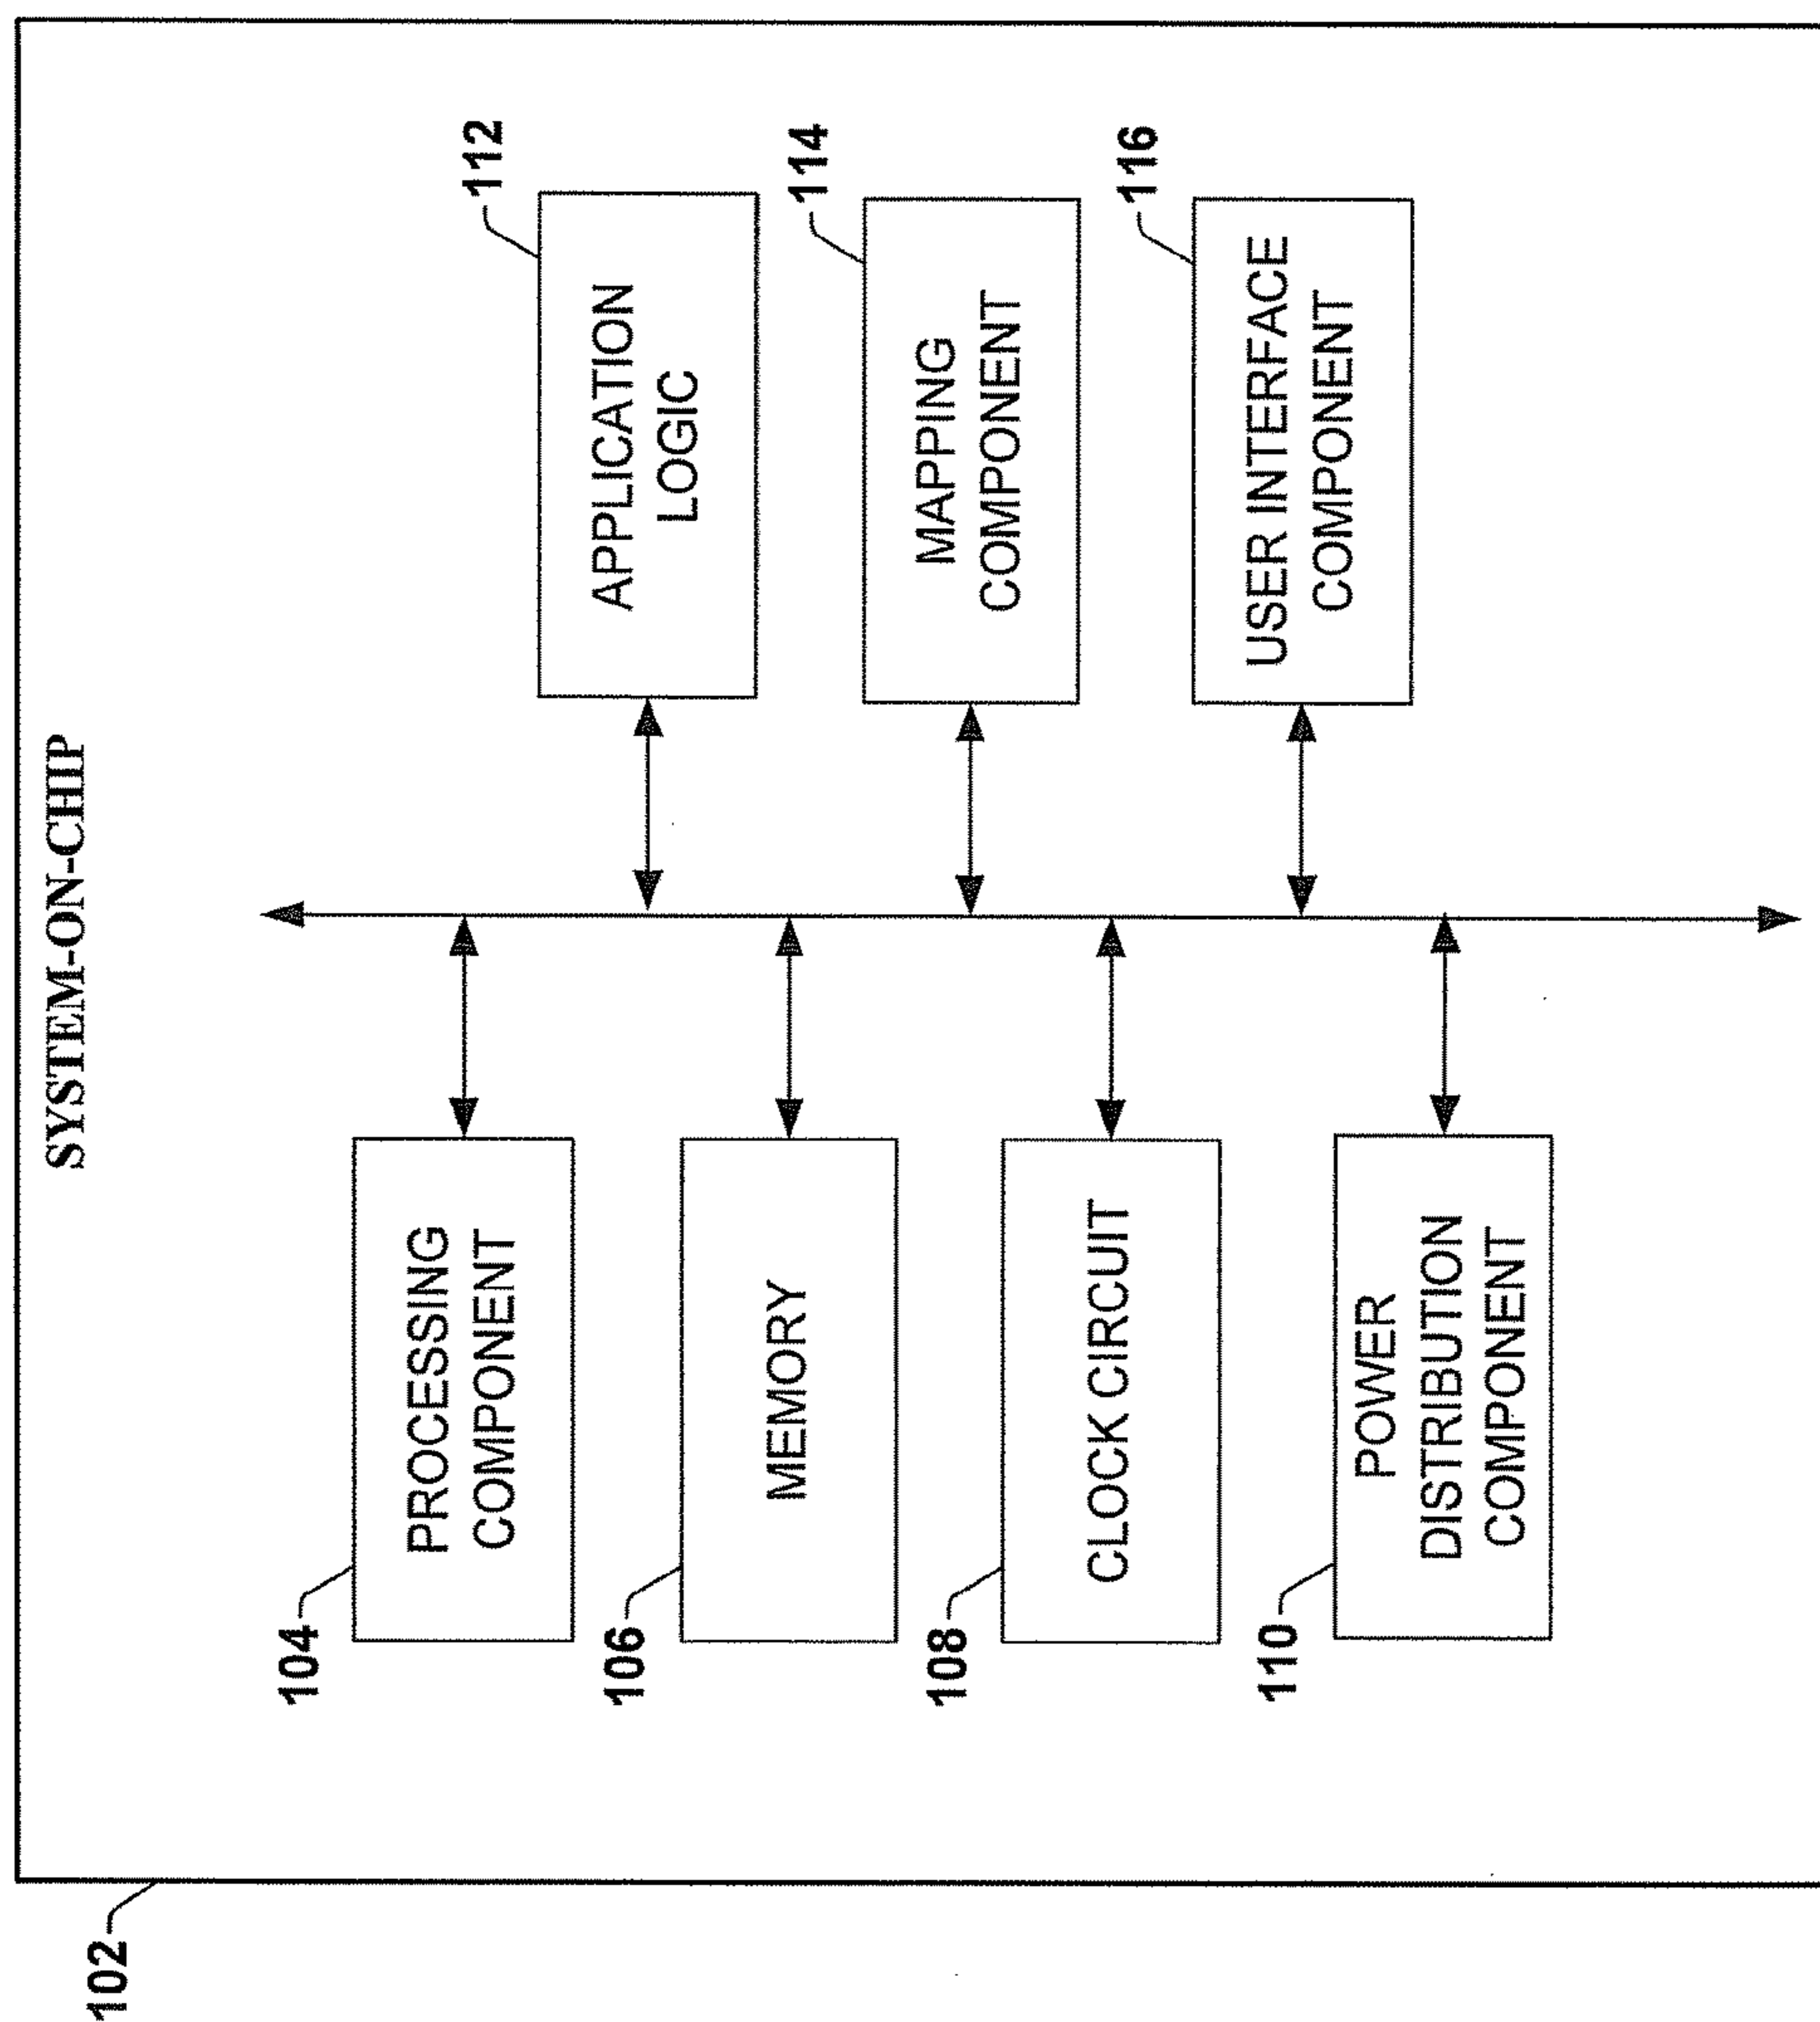 SYSTEM-ON-CHIP
102
104
PROCESSING
COMPONENT
106
MEMORY
108
CLOCK CIRCUIT
110
POWER
DISTRIBUTION
COMPONENT
112
APPLICATION
LOGIC
114
MAPPING
COMPONENT
116
USER INTERFACE
COMPONENT